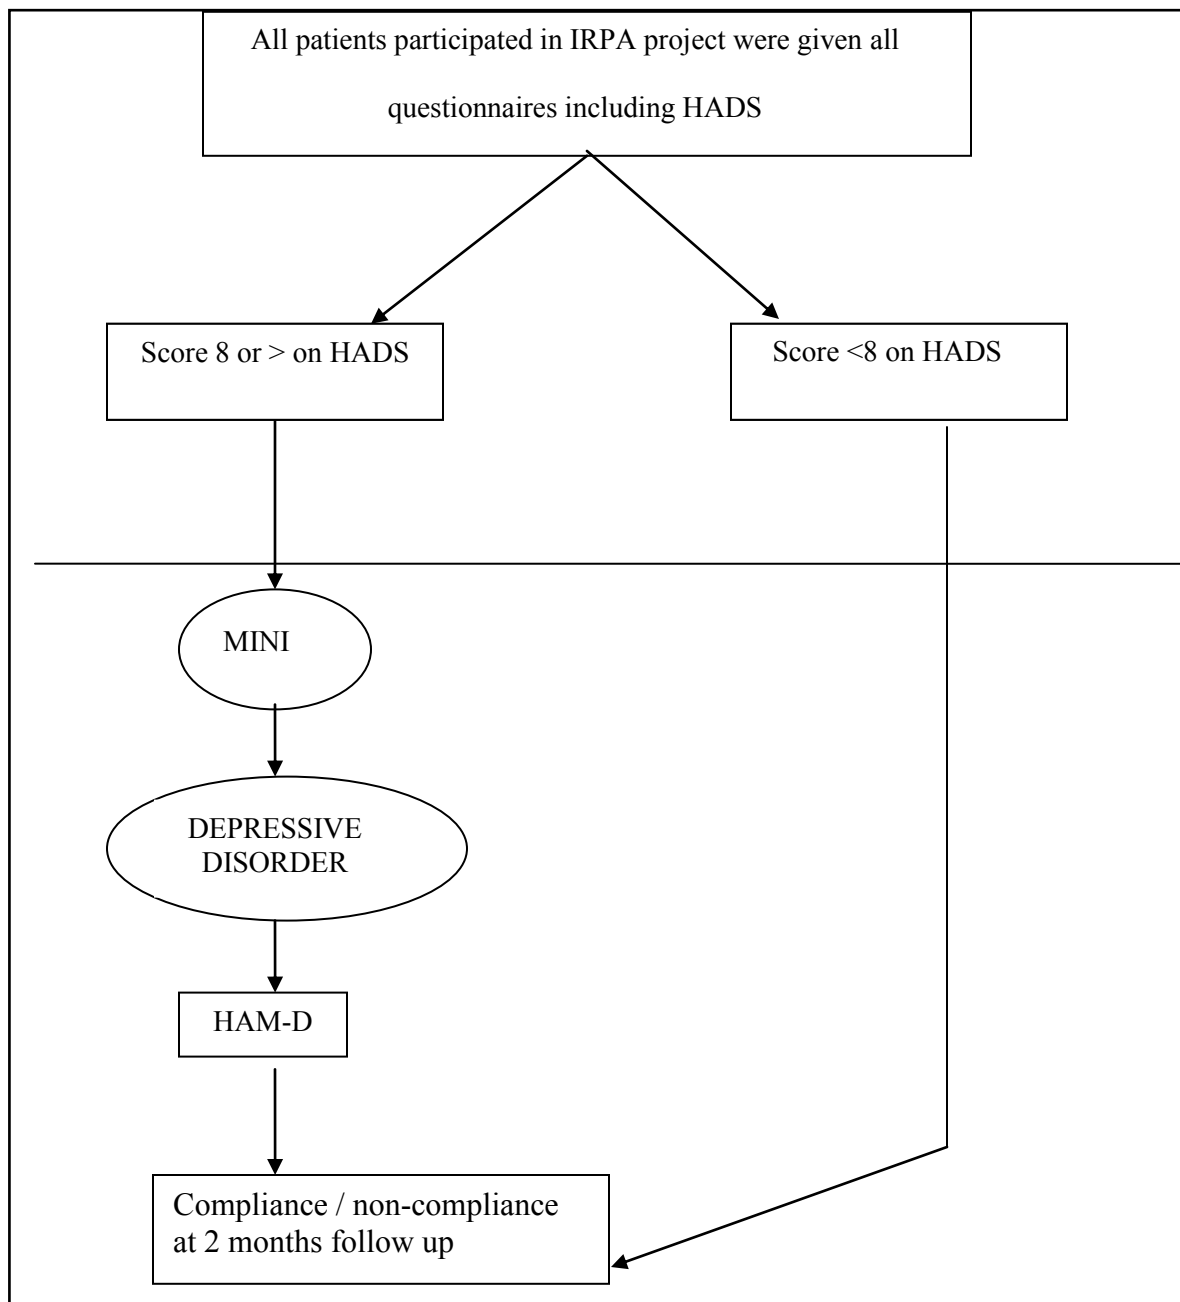 All patients participated in IRPA project were given all
questionnaires including HADS
Score 8 or > on HADS
Score <8 on HADS
MINI
DEPRESSIVE
DISORDER
HAM-D
Compliance / non-compliance
at 2 months follow up